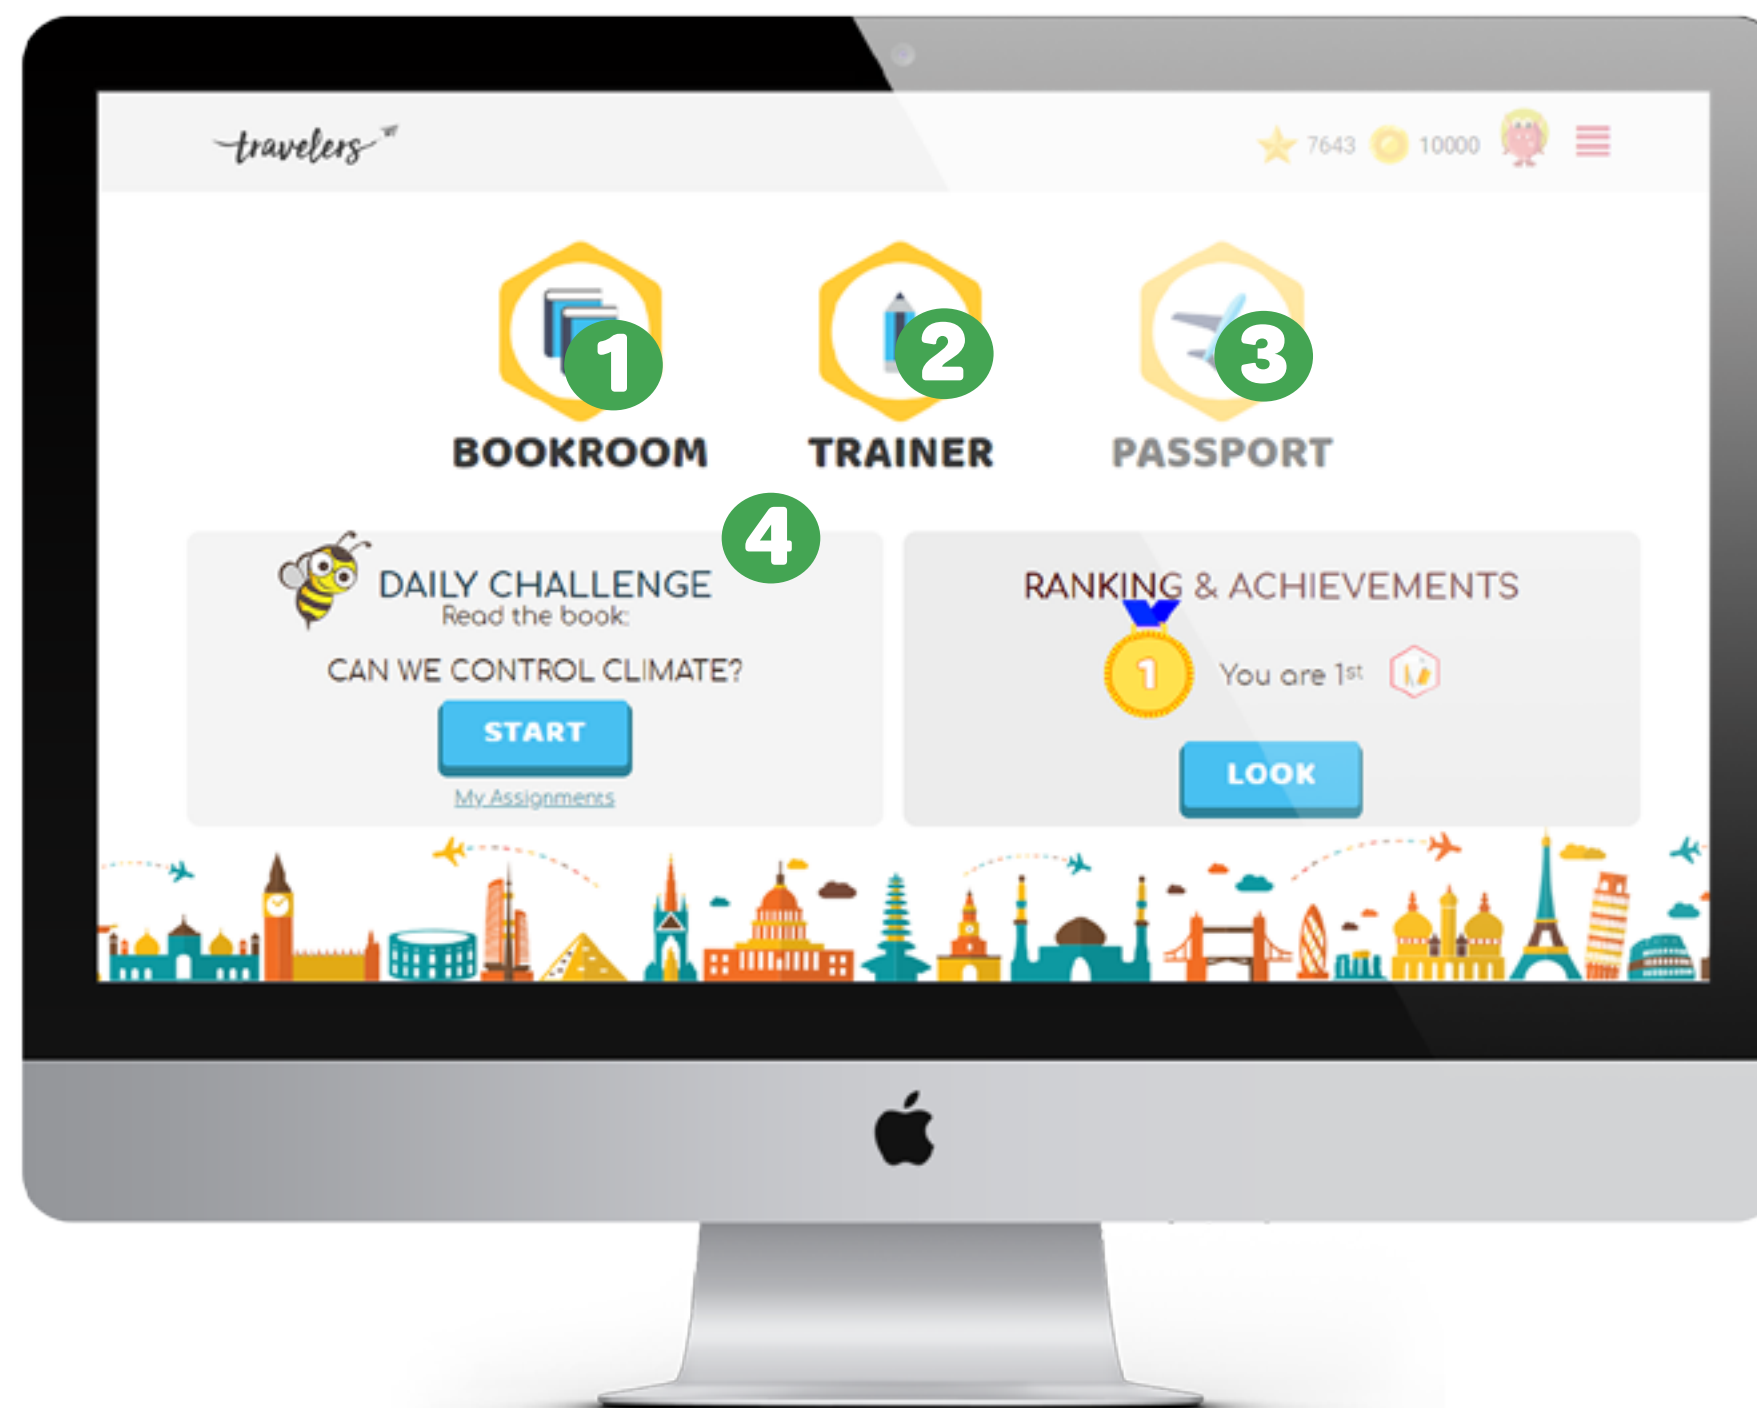 travelers
7643 10000
1 2 3
BOOKROOM TRAINER PASSPORT
4
DAILY CHALLENGE
Read the book:
CAN WE CONTROL CLIMATE?
START
My Assignments
RANKING & ACHIEVEMENTS
1 You are 1st
LOOK